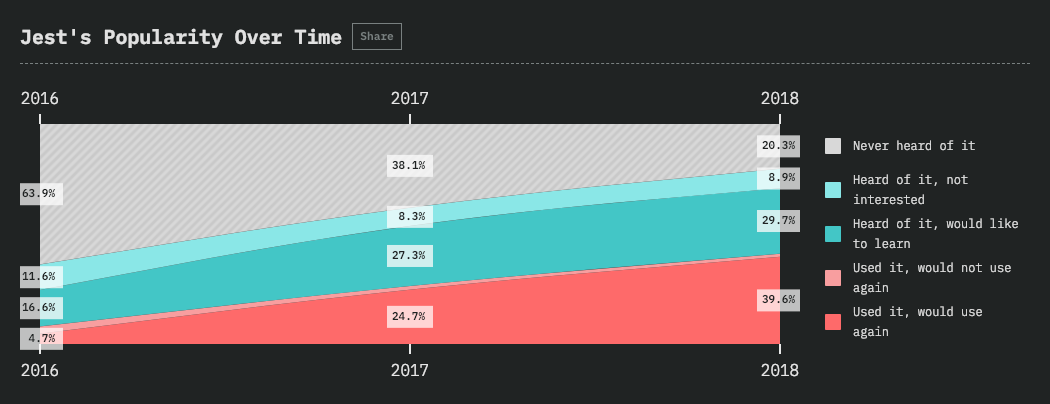 Jest's Popularity Over Time Share
2016 2017 2018
63.9%
11.6%
16.6%
4.7%
38.1%
8.3%
27.3%
24.7%
20.3%
8.9%
29.7%
39.6%
2016 2017 2018
Never heard of it
Heard of it, not
interested
Heard of it, would like
to learn
Used it, would not use
again
Used it, would use
again